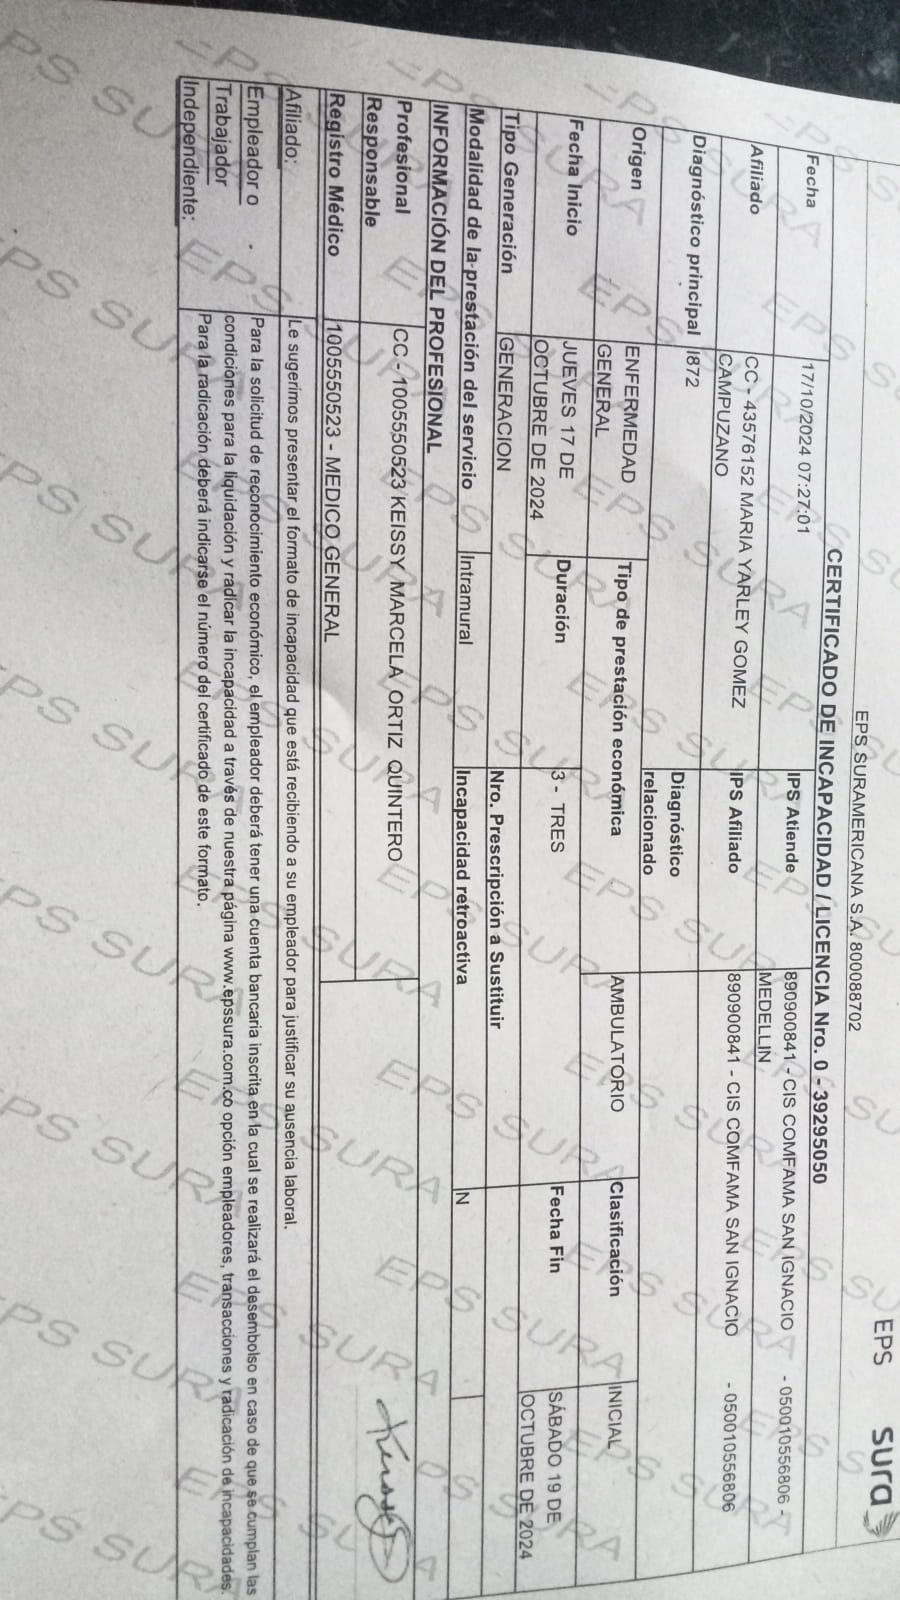 EPS sura
EPS SURAMERICANA S.A. 800088702
CERTIFICADO DE INCAPACIDAD / LICENCIA Nro. 0 - 39295050
Fecha 17/10/2024 07:27:01 IPS Atiende 890900841 - CIS COMFAMA SAN IGNACIO - 050010556806 -
MEDELLIN
Afiliado CC - 43576152 MARIA YARLEY GOMEZ
CAMPUZANO
IPS Afiliado 890900841 - CIS COMFAMA SAN IGNACIO - 050010556806
Diagnóstico principal I872 Diagnóstico
relacionado
Origen ENFERMEDAD
GENERAL
Tipo de prestación económica AMBULATORIO Clasificación INICIAL
Fecha Inicio JUEVES 17 DE
OCTUBRE DE 2024
Duración 3 - TRES Fecha Fin SÁBADO 19 DE
OCTUBRE DE 2024
Tipo Generación GENERACION Nro. Prescripción a Sustituir
Modalidad de la prestación del servicio Intramural Incapacidad retroactiva N
INFORMACIÓN DEL PROFESIONAL
Profesional
Responsable
CC - 1005550523 KEISSY MARCELA ORTIZ QUINTERO
Registro Médico 1005550523 - MEDICO GENERAL
Afiliado: Le sugerimos presentar el formato de incapacidad que está recibiendo a su empleador para justificar su ausencia laboral.
Empleador o
Trabajador
Independiente:
Para la solicitud de reconocimiento económico, el empleador deberá tener una cuenta bancaria inscrita en la cual se realizará el desembolso en caso de que se cumplan las
condiciones para la liquidación y radicar la incapacidad a través de nuestra página www.epssura.com.co opción empleadores, transacciones y radicación de incapacidades.
Para la radicación deberá indicarse el número del certificado de este formato.